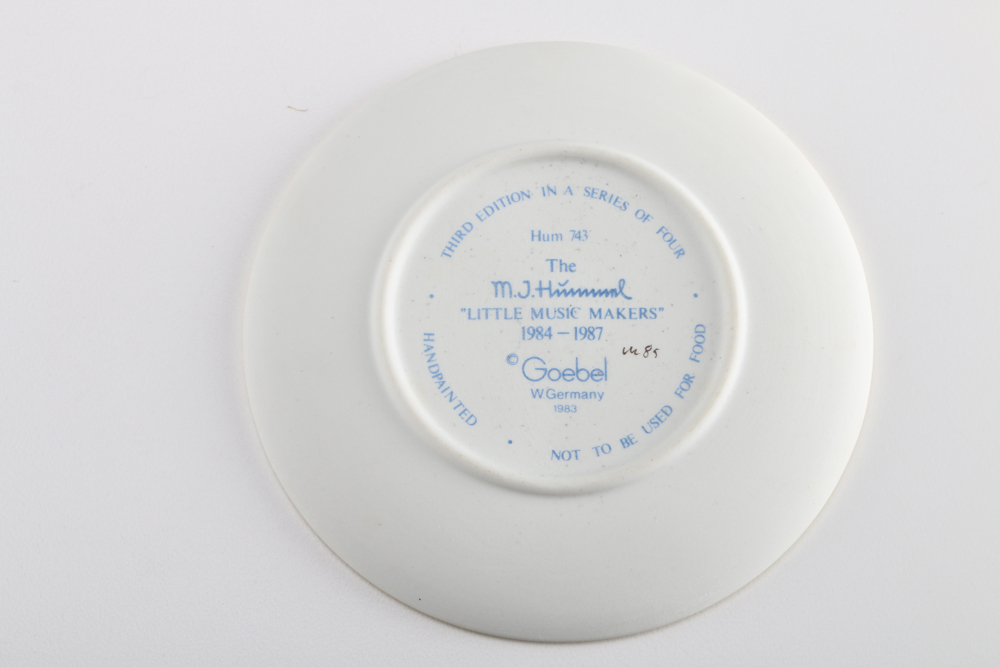 THIRD EDITION IN A SERIES OF FOUR
Hum 743
The
M.J.Hummel
"LITTLE MUSIC MAKERS"
1984 – 1987
© Goebel
W Germany
1983
HANDPAINTED
NOT TO BE USED FOR FOOD